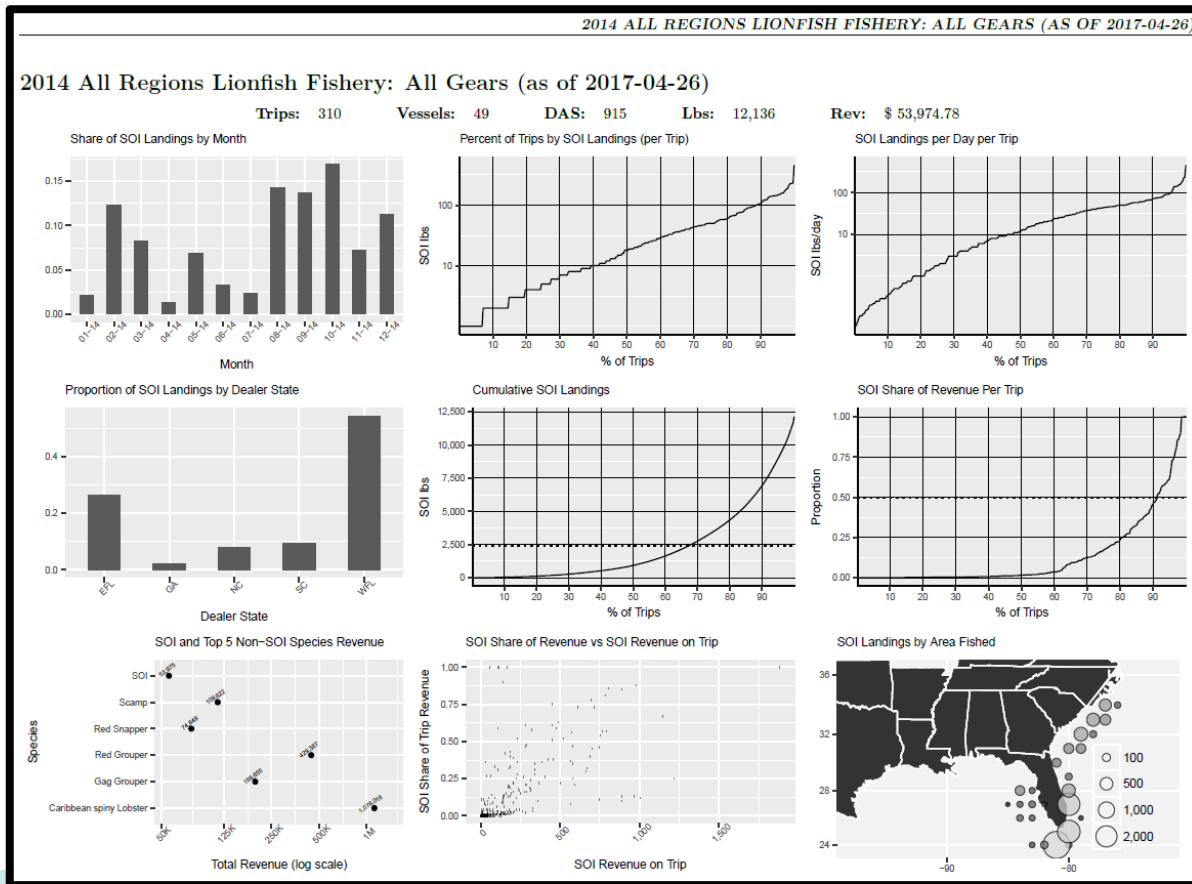 2014 ALL REGIONS LIONFISH FISHERY: ALL GEARS (AS OF 2017-04-26)
2014 All Regions Lionfish Fishery: All Gears (as of 2017-04-26)
Trips: 310 Vessels: 49 DAS: 915 Lbs: 12,136 Rev: $ 53,974.78
Share of SOI Landings by Month
0.15
0.10
0.05
0.00
01-14 02-14 03-14 04-14 05-14 06-14 07-14 08-14 09-14 10-14 11-14 12-14
Month
Percent of Trips by SOI Landings (per Trip)
SOI lbs
100
10
10 20 30 40 50 60 70 80 90
% of Trips
SOI Landings per Day per Trip
SOI lbs/day
100
10
10 20 30 40 50 60 70 80 90
% of Trips
Proportion of SOI Landings by Dealer State
0.4
0.2
0.0
EFL GA NC SC WFL
Dealer State
Cumulative SOI Landings
SOI lbs
12,500
10,000
7,500
5,000
2,500
0
10 20 30 40 50 60 70 80 90
% of Trips
SOI Share of Revenue Per Trip
Proportion
1.00
0.75
0.50
0.25
0.00
10 20 30 40 50 60 70 80 90
% of Trips
SOI and Top 5 Non-SOI Species Revenue
Species
SOI 53,975
Scamp
Red Snapper
Red Grouper
Gag Grouper
Caribbean spiny Lobster
50K 125K 250K 500K 1M
Total Revenue (log scale)
SOI Share of Revenue vs SOI Revenue on Trip
SOI Share of Trip Revenue
1.00
0.75
0.50
0.25
0.00
0 500 1,000 1,500
SOI Revenue on Trip
SOI Landings by Area Fished
36
32
28
24
-90 -80
100
500
1,000
2,000